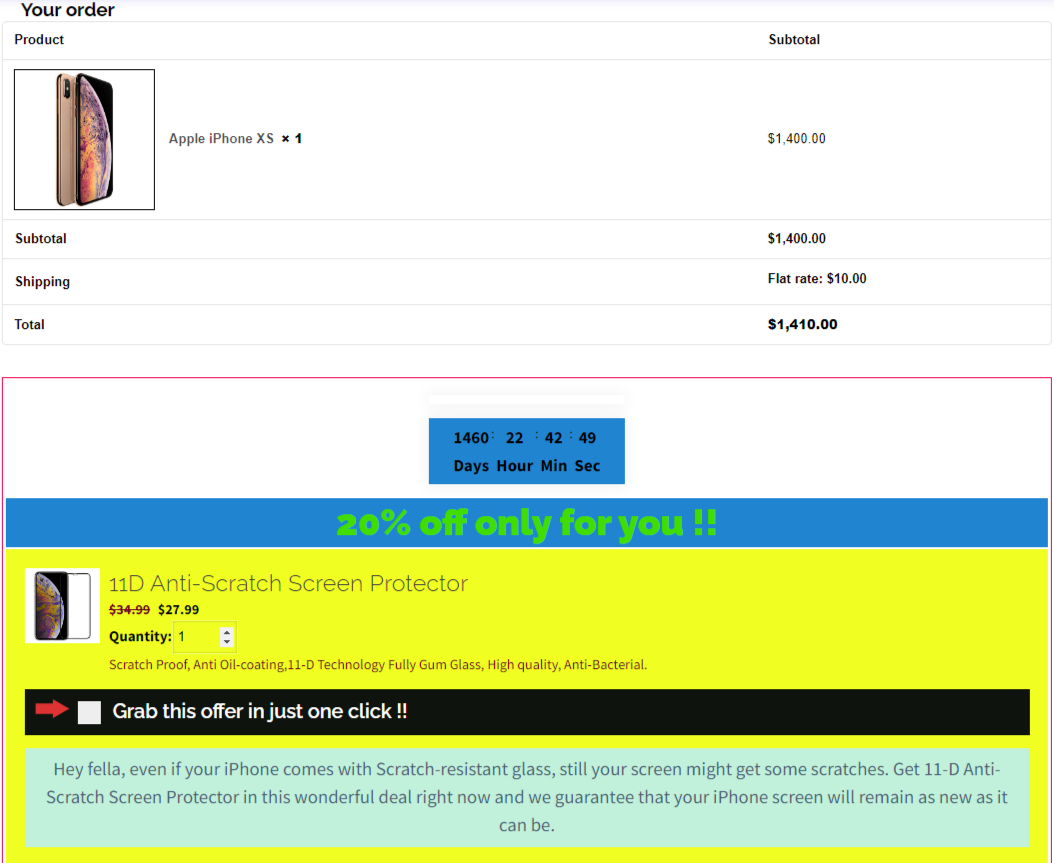 Your order
Product Subtotal
Apple iPhone XS × 1 $1,400.00
Subtotal $1,400.00
Shipping Flat rate: $10.00
Total $1,410.00
1460 : 22 : 42 : 49
Days Hour Min Sec
20% off only for you !!
11D Anti-Scratch Screen Protector
$34.99 $27.99
Quantity: 1
Scratch Proof, Anti Oil-coating,11-D Technology Fully Gum Glass, High quality, Anti-Bacterial.
Grab this offer in just one click !!
Hey fella, even if your iPhone comes with Scratch-resistant glass, still your screen might get some scratches. Get 11-D Anti-
Scratch Screen Protector in this wonderful deal right now and we guarantee that your iPhone screen will remain as new as it
can be.